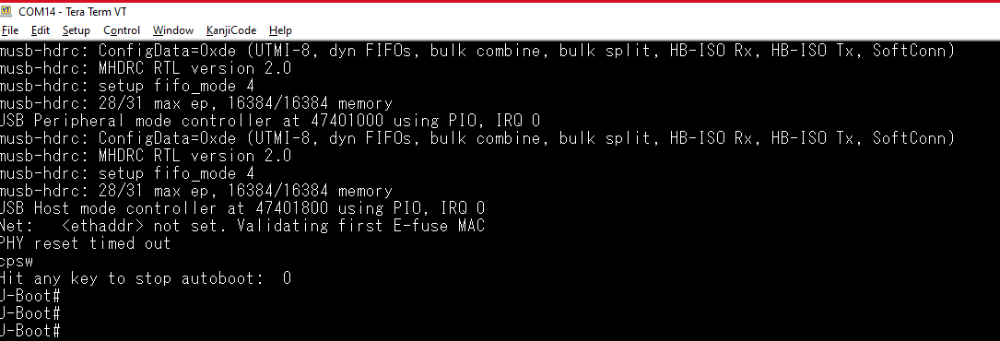 COM14 - Tera Term VT
File Edit Setup Control Window KanjiCode Help
musb-hdrc: ConfigData=0xde (UTMI-8, dyn FIFOs, bulk combine, bulk split, HB-ISO Rx, HB-ISO Tx, SoftConn)
musb-hdrc: MHDRC RTL version 2.0
musb-hdrc: setup fifo_mode 4
musb-hdrc: 28/31 max ep, 16384/16384 memory
USB Peripheral mode controller at 47401000 using PIO, IRQ 0
musb-hdrc: ConfigData=0xde (UTMI-8, dyn FIFOs, bulk combine, bulk split, HB-ISO Rx, HB-ISO Tx, SoftConn)
musb-hdrc: MHDRC RTL version 2.0
musb-hdrc: setup fifo_mode 4
musb-hdrc: 28/31 max ep, 16384/16384 memory
USB Host mode controller at 47401800 using PIO, IRQ 0
Net:   <ethaddr> not set. Validating first E-fuse MAC
PHY reset timed out
cpsw
Hit any key to stop autoboot:  0
U-Boot#
U-Boot#
U-Boot#